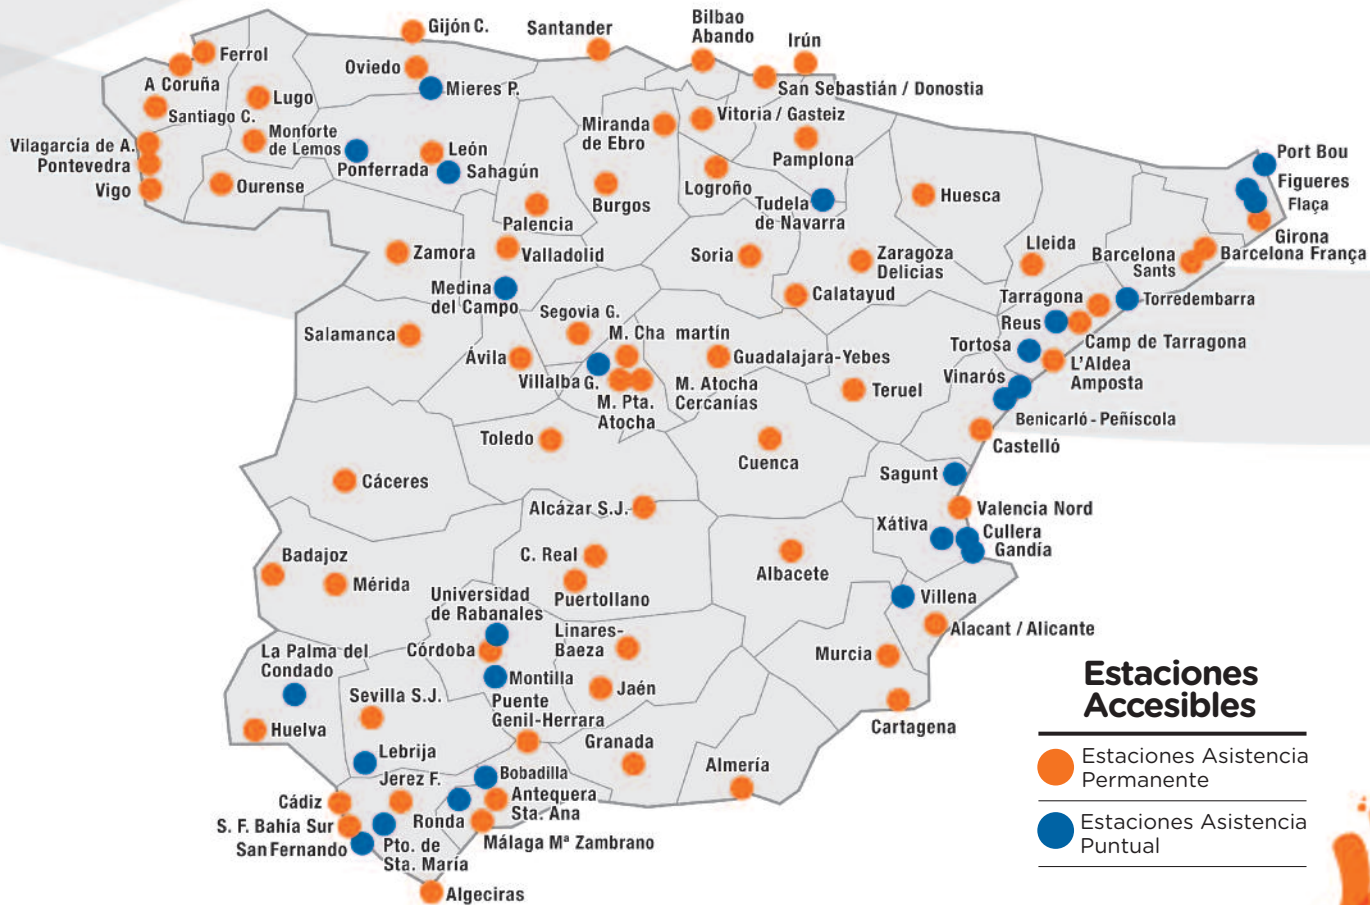 Gijón C.
Santander
Bilbao
Abando
Irún
Ferrol
Oviedo
A Coruña
Mieres P.
San Sebastián / Donostia
Lugo
Santiago C.
Vitoria / Gasteiz
Miranda
de Ebro
Monforte
de Lemos
Vilagarcía de A.
Pontevedra
Vigo
León
Ponferrada
Sahagún
Pamplona
Port Bou
Figueres
Flaça
Ourense
Logroño
Huesca
Burgos
Tudela
de Navarra
Palencia
Girona
Barcelona França
Barcelona
Sants
Lleida
Zamora
Valladolid
Soria
Zaragoza
Delicias
Medina
del Campo
Calatayud
Tarragona
Torredembarra
Segovia G.
Reus
Salamanca
M. Cha martín
Camp de Tarragona
Tortosa
Ávila
Guadalajara-Yebes
L'Aldea
Amposta
Villalba G.
M. Atocha
Cercanías
Vinarós
Teruel
M. Pta.
Atocha
Benicarló - Peñíscola
Toledo
Cuenca
Castelló
Sagunt
Cáceres
Alcázar S.J.
Valencia Nord
Xátiva
Cullera
Gandía
Badajoz
C. Real
Albacete
Mérida
Puertollano
Universidad
de Rabanales
Villena
Linares-
Baeza
Alacant / Alicante
La Palma del
Condado
Córdoba
Murcia
Montilla
Jaén
Sevilla S.J.
Puente
Genil-Herrara
Cartagena
Huelva
Granada
Lebrija
Almería
Jerez F.
Bobadilla
Cádiz
Antequera
Sta. Ana
Ronda
S. F. Bahía Sur
San Fernando
Pto. de
Sta. María
Málaga Mª Zambrano
Algeciras
Estaciones
Accesibles
Estaciones Asistencia
Permanente
Estaciones Asistencia
Puntual